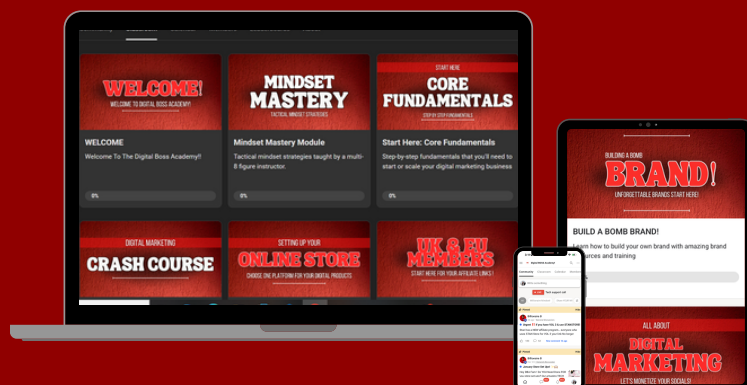 WELCOME!
WELCOME TO DIGITAL BOSS ACADEMY!
WELCOME
Welcome To The Digital Boss Academy!!
0%
MINDSET
MASTERY
TACTICAL MINDSET STRATEGIES
Mindset Mastery Module
Tactical mindset strategies taught by a multi-
8 figure instructor.
0%
START HERE
CORE
FUNDAMENTALS
STEP BY STEP FUNDAMENTALS
Start Here: Core Fundamentals
Step-by-step fundamentals that you'll need to
start or scale your digital marketing business
0%
DIGITAL MARKETING
CRASH COURSE
SETTING UP YOUR
ONLINE STORE
CHOOSE ONE PLATFORM FOR YOUR DIGITAL PRODUCTS
UK & EU
MEMBERS
START HERE FOR YOUR AFFILIATE LINKS!
BUILDING A BOMB
BRAND!
UNFORGETTABLE BRANDS START HERE!
BUILD A BOMB BRAND!
Learn how to build your own brand with amazing brand
and training
ALL ABOUT
DIGITAL
MARKETING
LET'S MONETIZE YOUR SOCIALS!
Community